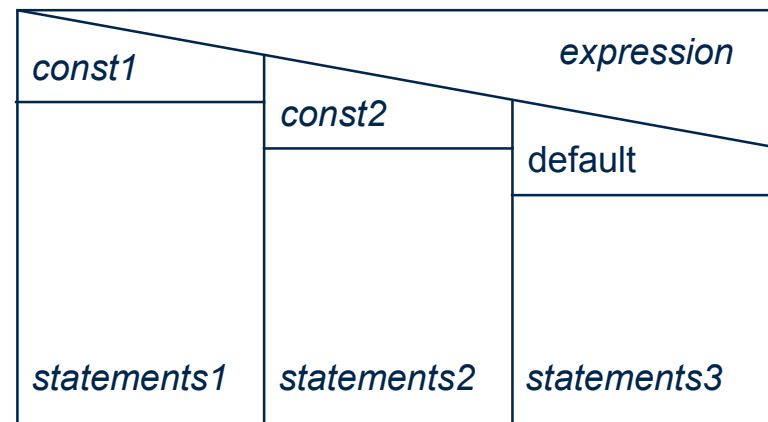 expression
const1
const2
default
statements1
statements2
statements3